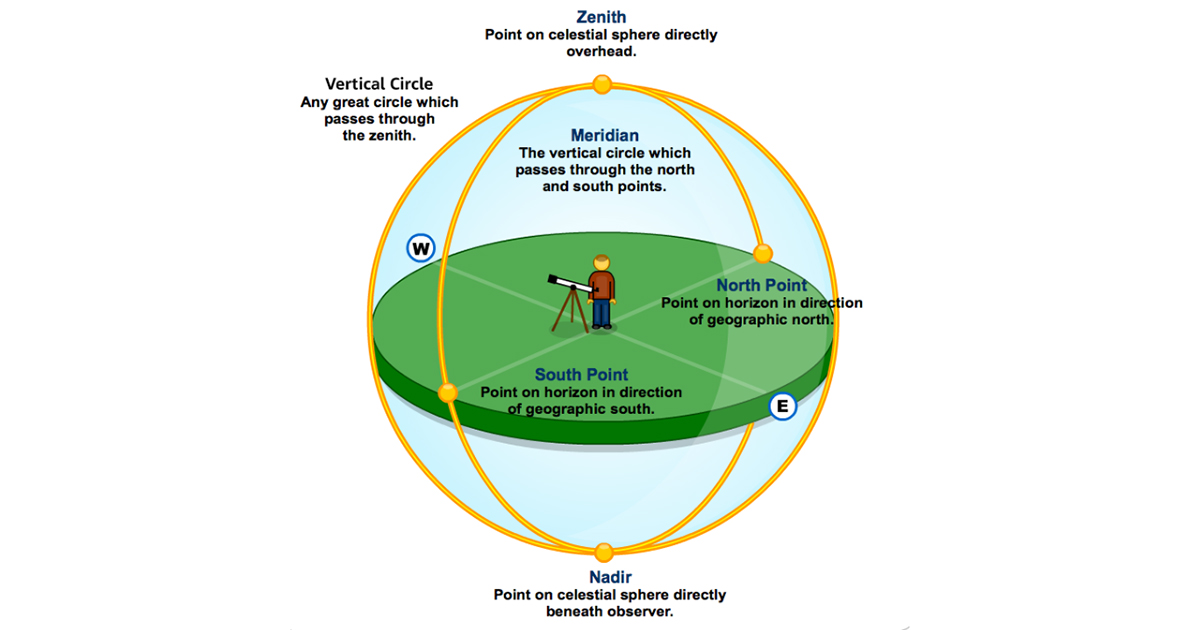 Zenith
Point on celestial sphere directly
overhead.
Vertical Circle
Any great circle which
passes through
the zenith.
Meridian
The vertical circle which
passes through the north
and south points.
W
North Point
Point on horizon in direction
of geographic north.
South Point
Point on horizon in direction
of geographic south.
E
Nadir
Point on celestial sphere directly
beneath observer.